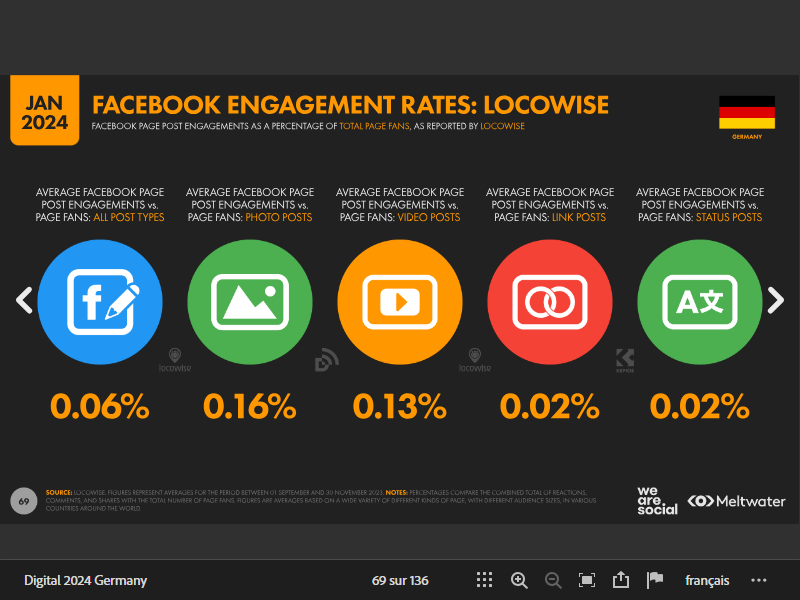 JAN
2024
FACEBOOK ENGAGEMENT RATES: LOCOWISE
FACEBOOK PAGE POST ENGAGEMENTS AS A PERCENTAGE OF TOTAL PAGE FANS, AS REPORTED BY LOCOWISE
GERMANY
AVERAGE FACEBOOK PAGE
POST ENGAGEMENTS vs.
PAGE FANS: ALL POST TYPES
AVERAGE FACEBOOK PAGE
POST ENGAGEMENTS vs.
PAGE FANS: PHOTO POSTS
AVERAGE FACEBOOK PAGE
POST ENGAGEMENTS vs.
PAGE FANS: VIDEO POSTS
AVERAGE FACEBOOK PAGE
POST ENGAGEMENTS vs.
PAGE FANS: LINK POSTS
AVERAGE FACEBOOK PAGE
POST ENGAGEMENTS vs.
PAGE FANS: STATUS POSTS
f
A文
locowise
locowise
KEPIOS
0.06%
0.16%
0.13%
0.02%
0.02%
69
SOURCE: LOCOWISE. FIGURES REPRESENT AVERAGES FOR THE PERIOD BETWEEN 01 SEPTEMBER AND 30 NOVEMBER 2023. NOTES: PERCENTAGES COMPARE THE COMBINED TOTAL OF REACTIONS,
COMMENTS, AND SHARES WITH THE TOTAL NUMBER OF PAGE FANS. FIGURES ARE AVERAGES BASED ON A WIDE VARIETY OF DIFFERENT KINDS OF PAGE, WITH DIFFERENT AUDIENCE SIZES, IN VARIOUS
COUNTRIES AROUND THE WORLD.
we
are.
social
Meltwater
Digital 2024 Germany
69 sur 136
français